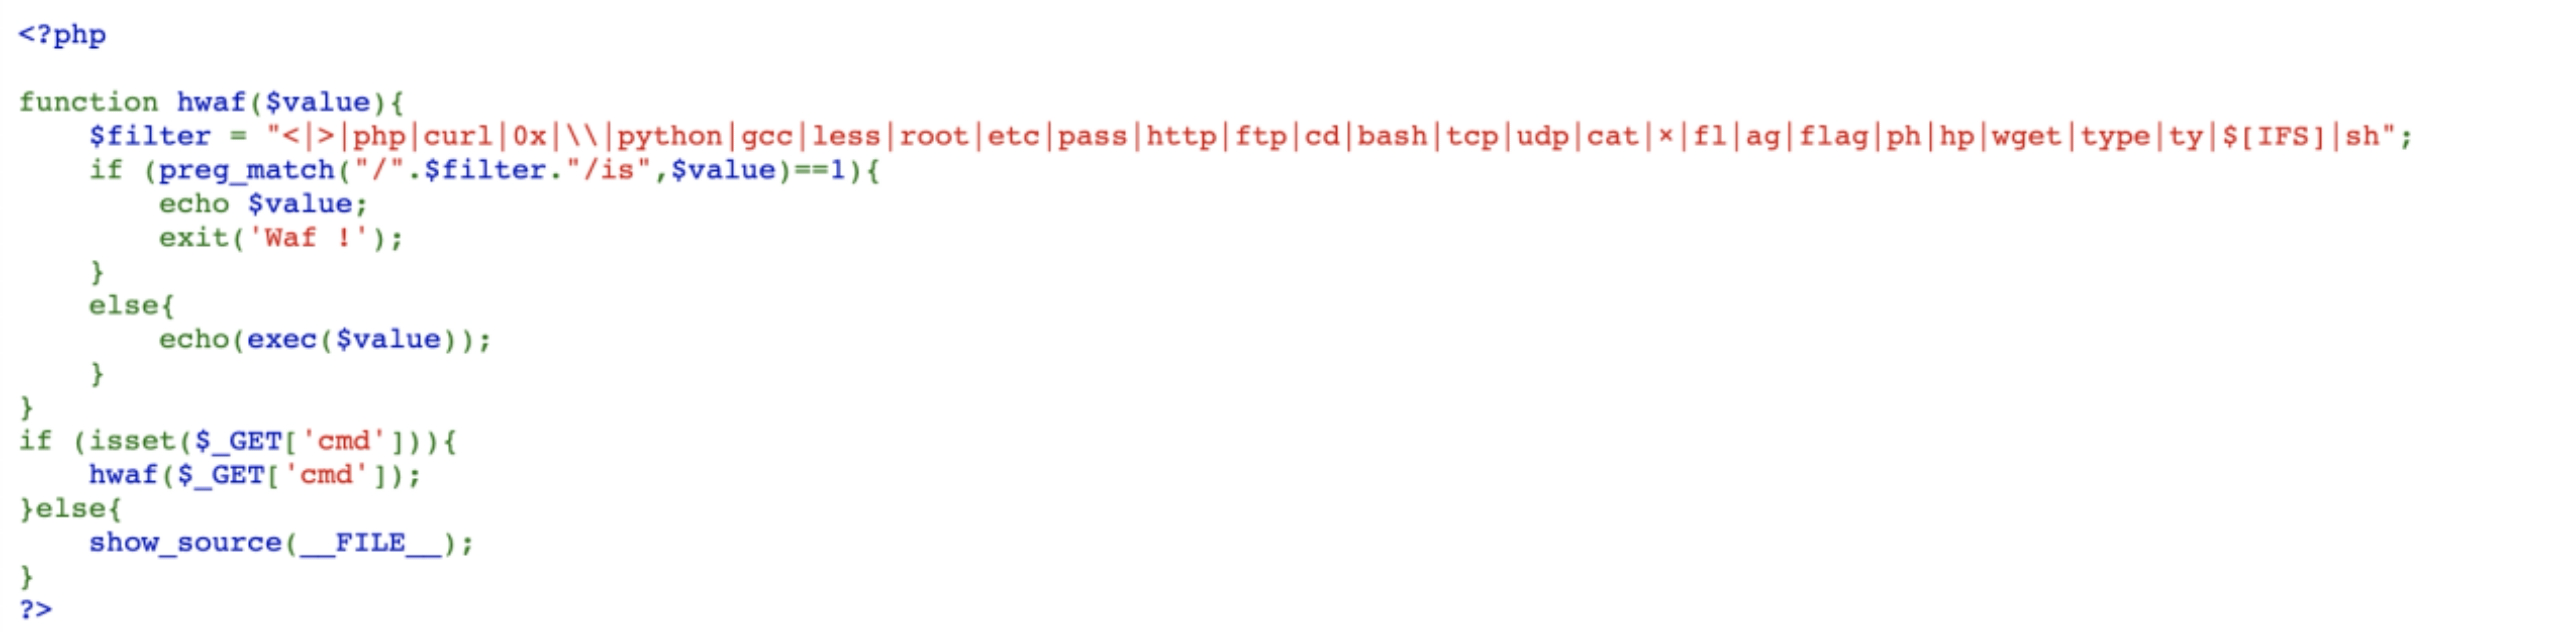 <?php
function hwaf($value){
$filter = "<|>|php|curl|0x|\\|python|gcc|less|root|etc|pass|http|ftp|cd|bash|tcp|udp|cat|×|fl|ag|flag|ph|hp|wget|type|ty|$[IFS]|sh";
if (preg_match("/".$filter."/is",$value)==1){
echo $value;
exit('Waf !');
}
else{
echo(exec($value));
}
}
if (isset($_GET['cmd'])){
hwaf($_GET['cmd']);
}else{
show_source(__FILE__);
}
?>